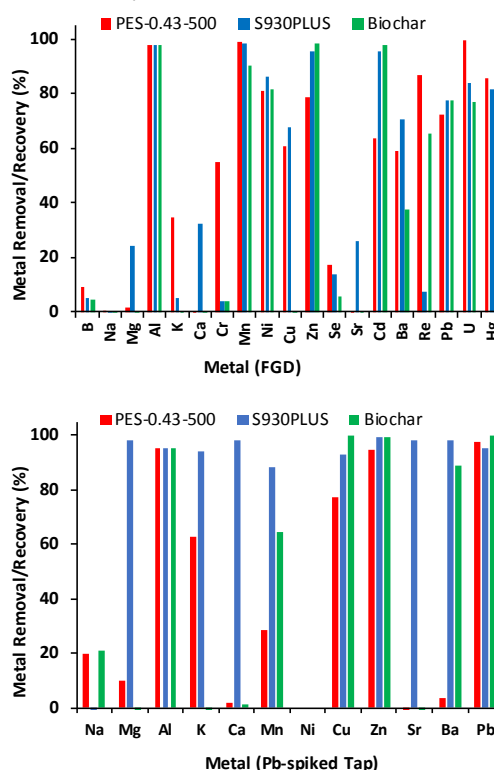 PES-0.43-500 S930PLUS Biochar
100
80
60
40
20
0
Metal Removal/Recovery (%)
B Na Mg Al K Ca Cr Mn Ni Cu Zn Se Sr Cd Ba Re Pb U Hg
Metal (FGD)
PES-0.43-500 S930PLUS Biochar
100
80
60
40
20
0
Metal Removal/Recovery (%)
Na Mg Al K Ca Mn Ni Cu Zn Sr Ba Pb
Metal (Pb-spiked Tap)